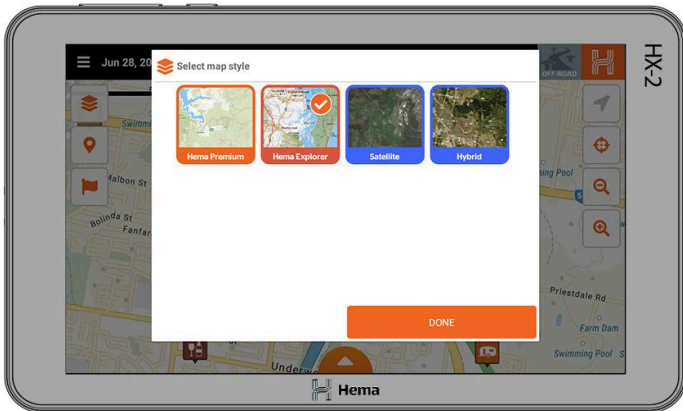 Jun 28, 20
Select map style
OFF-ROAD
HX-2
Swimmi
Hema Premium
Hema Explorer
Satellite
Hybrid
ing Pool
Malbon St
Bolinda St
Fanfar
Priestdale Rd
DONE
Farm Dam
Swimming Pool
Underwo
Hema